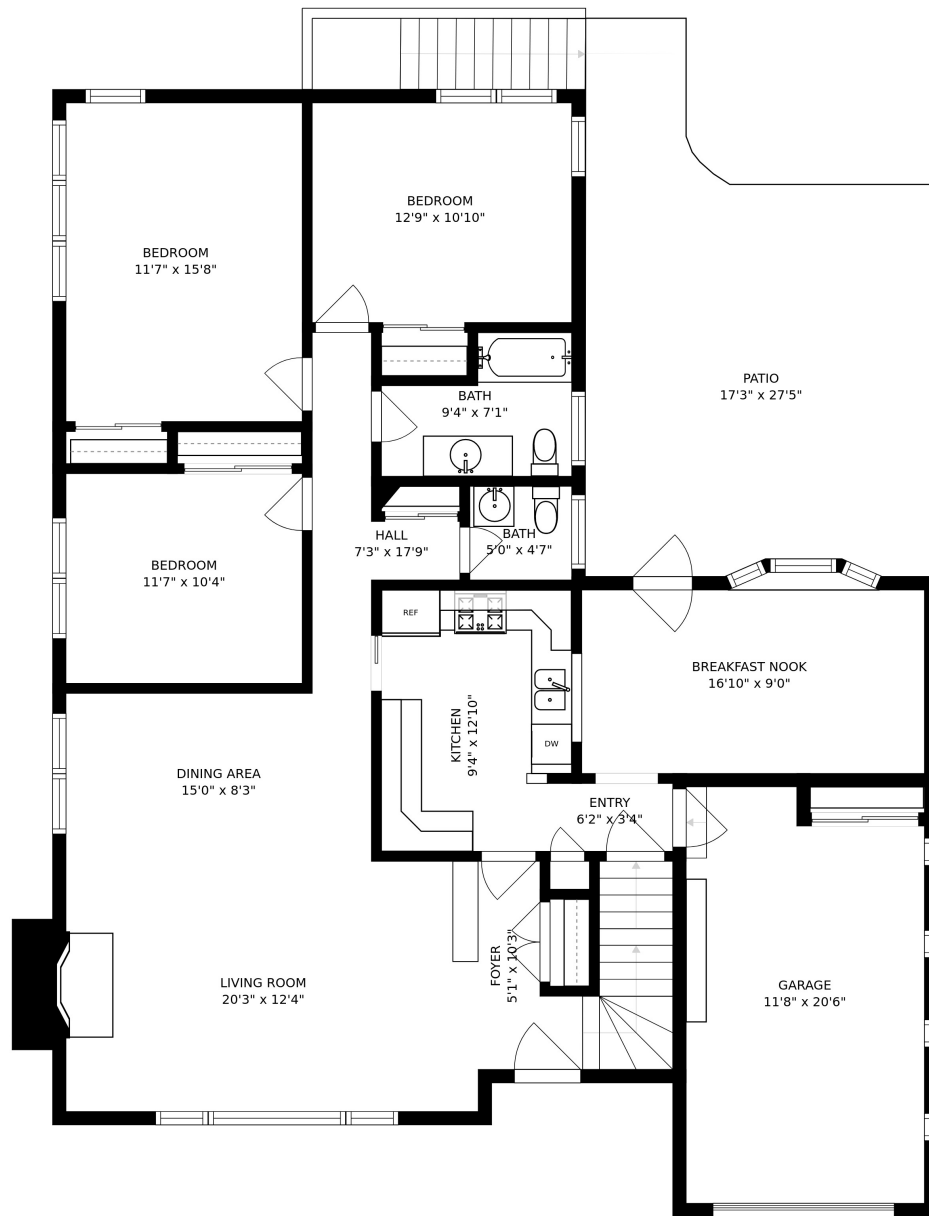 BEDROOM
12'9" x 10'10"
BEDROOM
11'7" x 15'8"
PATIO
17'3" x 27'5"
BATH
9'4" x 7'1"
HALL
7'3" x 17'9"
BATH
5'0" x 4'7"
BEDROOM
11'7" x 10'4"
REF
BREAKFAST NOOK
16'10" x 9'0"
KITCHEN
9'4" x 12'10"
DW
DINING AREA
15'0" x 8'3"
ENTRY
6'2" x 3'4"
FOYER
5'1" x 10'3"
LIVING ROOM
20'3" x 12'4"
GARAGE
11'8" x 20'6"